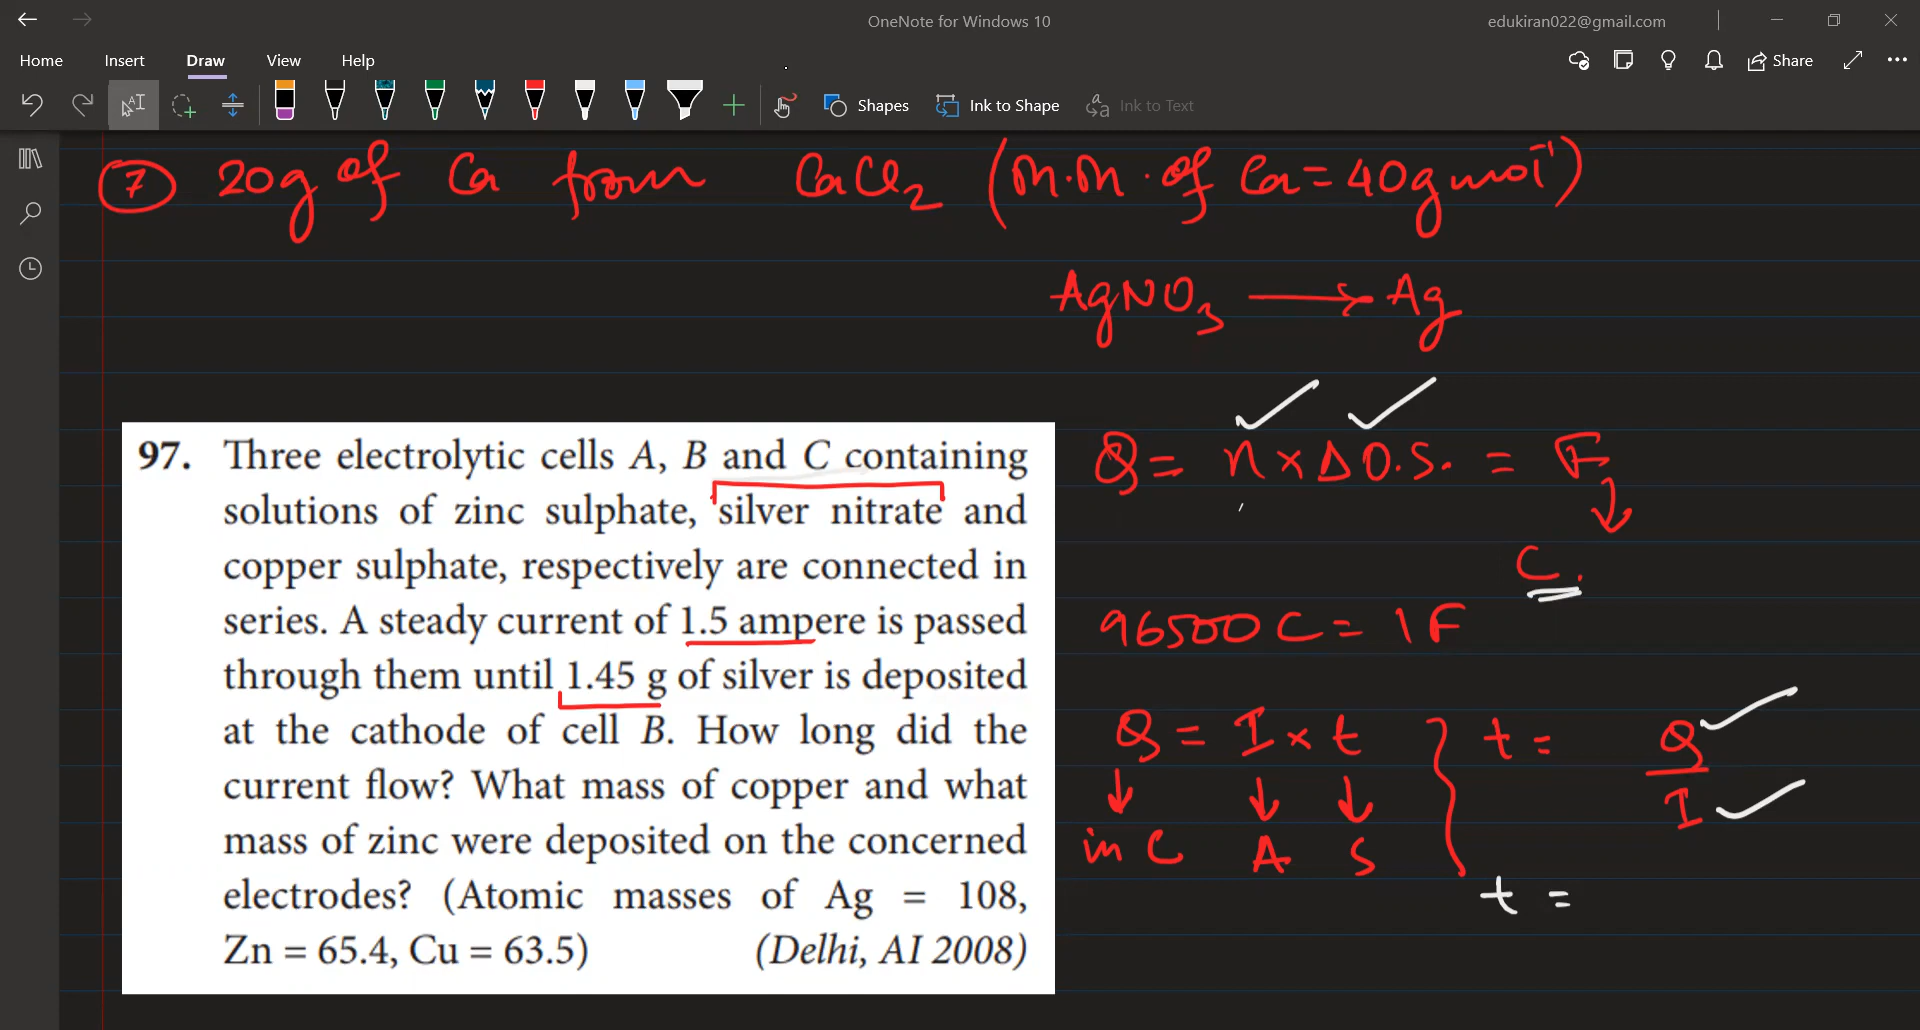 OneNote for Windows 10
edukiran022@gmail.com
Home Insert Draw View Help
Share
Shapes Ink to Shape Ink to Text
7 20g of Ca from CaCl2 (M.M. of Ca = 40 g mol-1)
AgNO3 → Ag
Q = n × Δ O.S. = F
C.
96500 C = 1 F
Q = I × t } t = Q/I
in C A S
t =
97. Three electrolytic cells A, B and C containing
solutions of zinc sulphate, silver nitrate and
copper sulphate, respectively are connected in
series. A steady current of 1.5 ampere is passed
through them until 1.45 g of silver is deposited
at the cathode of cell B. How long did the
current flow? What mass of copper and what
mass of zinc were deposited on the concerned
electrodes? (Atomic masses of Ag = 108,
Zn = 65.4, Cu = 63.5) (Delhi, AI 2008)